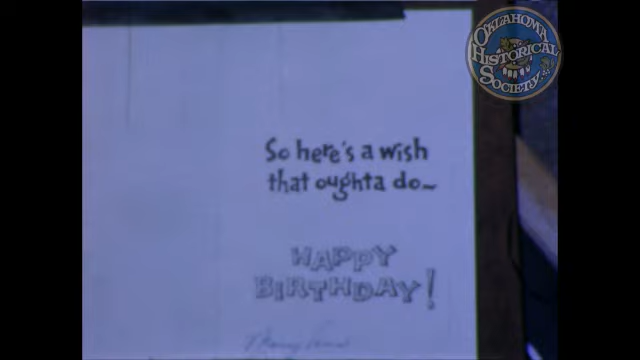 OKLAHOMA
HISTORICAL
SOCIETY
So here's a wish
that oughta do~
HAPPY
BIRTHDAY!